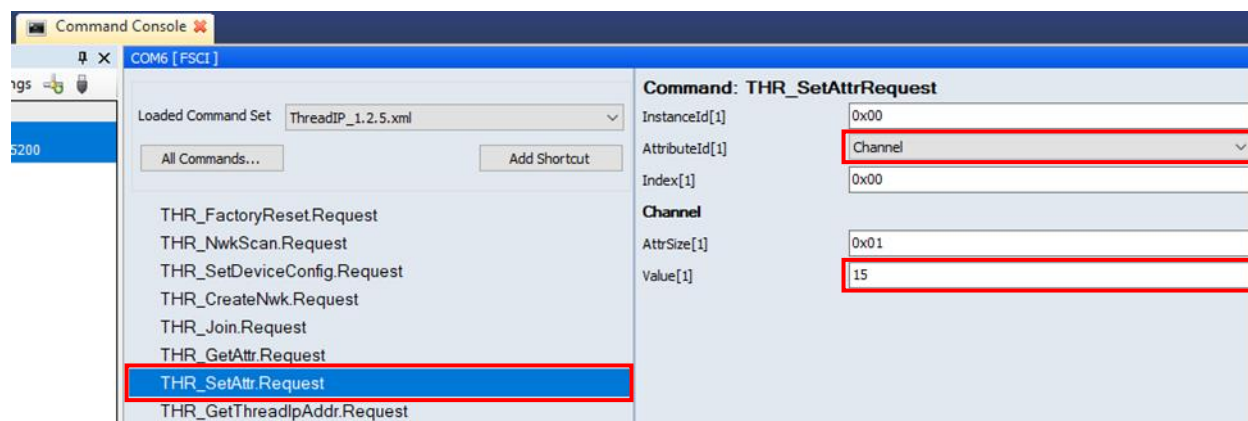 Command Console
COM6 [FSCI]
ngs
5200
Loaded Command Set ThreadIP_1.2.5.xml
All Commands... Add Shortcut
THR_FactoryReset.Request
THR_NwkScan.Request
THR_SetDeviceConfig.Request
THR_CreateNwk.Request
THR_Join.Request
THR_GetAttr.Request
THR_SetAttr.Request
THR_GetThreadIpAddr.Request
Command: THR_SetAttrRequest
InstanceId[1] 0x00
AttributeId[1] Channel
Index[1] 0x00
Channel
AttrSize[1] 0x01
Value[1] 15